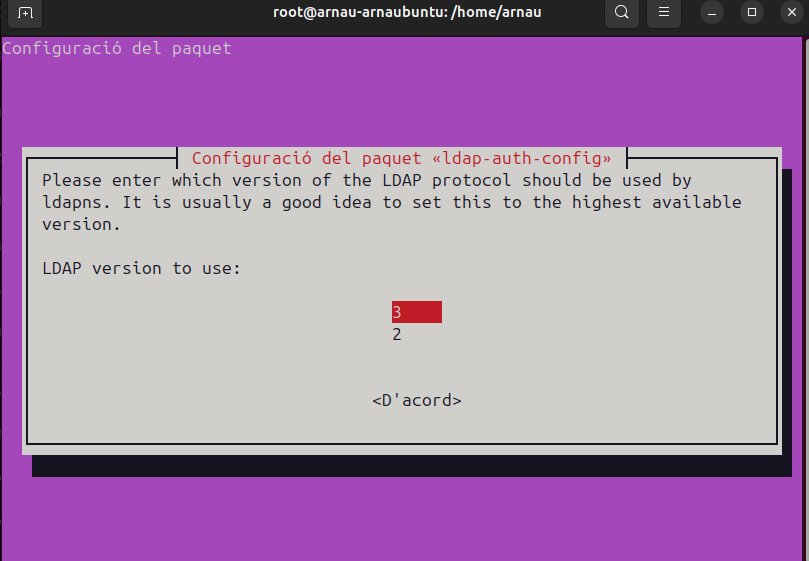 root@arnau-arnaubuntu: /home/arnau
Configuració del paquet
Configuració del paquet «ldap-auth-config»
Please enter which version of the LDAP protocol should be used by
ldapns. It is usually a good idea to set this to the highest available
version.
LDAP version to use:
3
2
<D'acord>